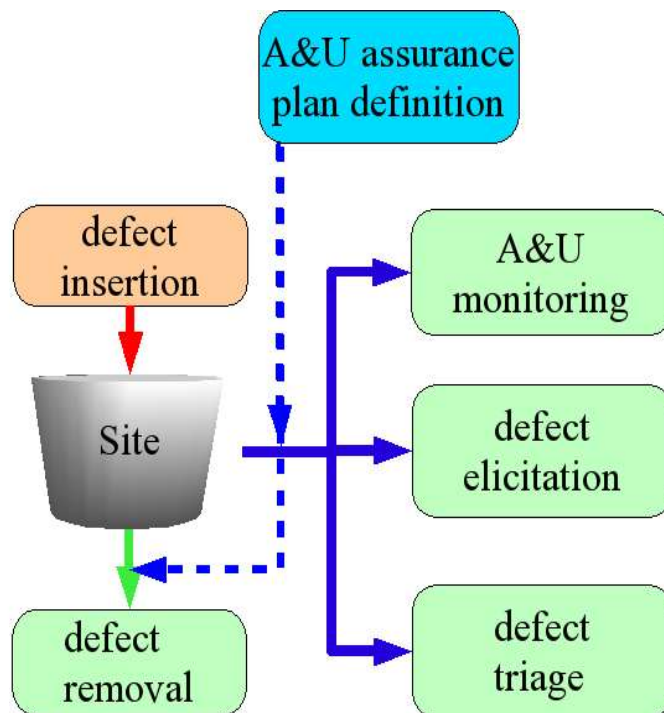 A&U assurance
plan definition
defect
insertion
A&U
monitoring
Site
defect
elicitation
defect
removal
defect
triage